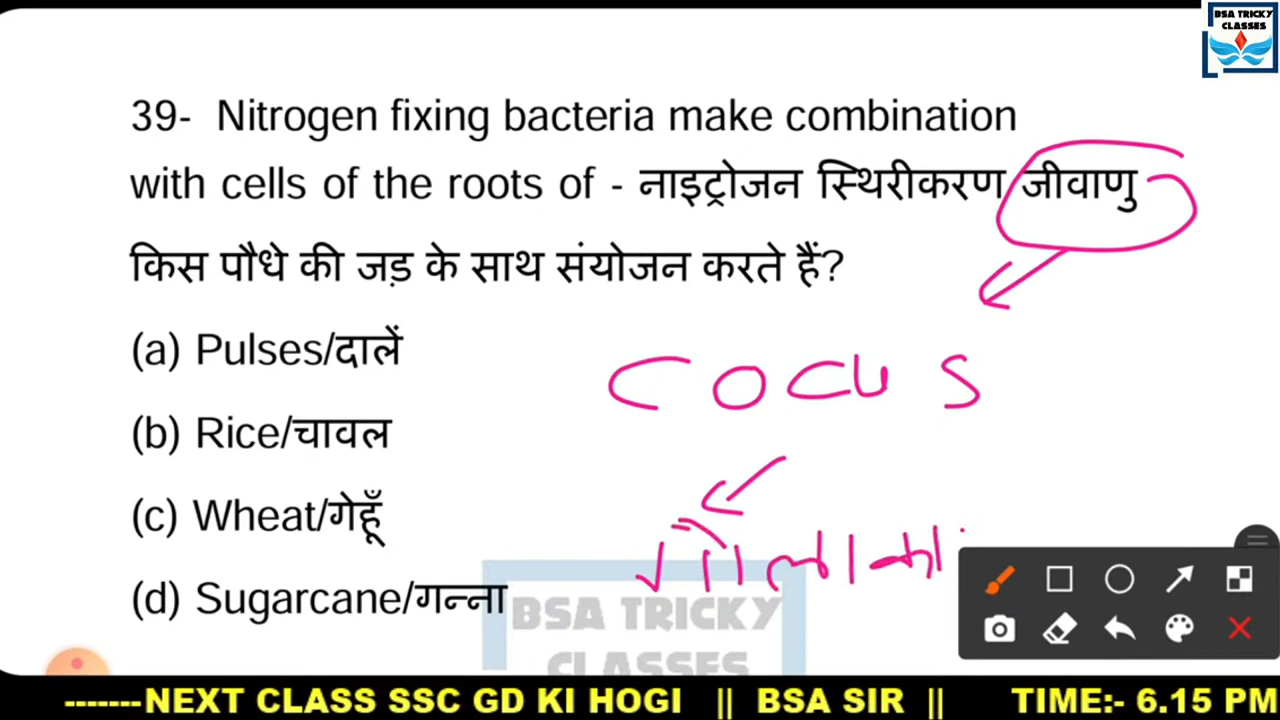 BSA TRICKY
CLASSES
39- Nitrogen fixing bacteria make combination
with cells of the roots of - नाइट्रोजन स्थिरीकरण जीवाणु
किस पौधे की जड़ के साथ संयोजन करते हैं?
(a) Pulses/दालें
COCUS
(b) Rice/चावल
(c) Wheat/गेहूँ
(d) Sugarcane/गन्ना
BSA TRICKY
CLASSES
-------NEXT CLASS SSC GD KI HOGI || BSA SIR || TIME:- 6.15 PM